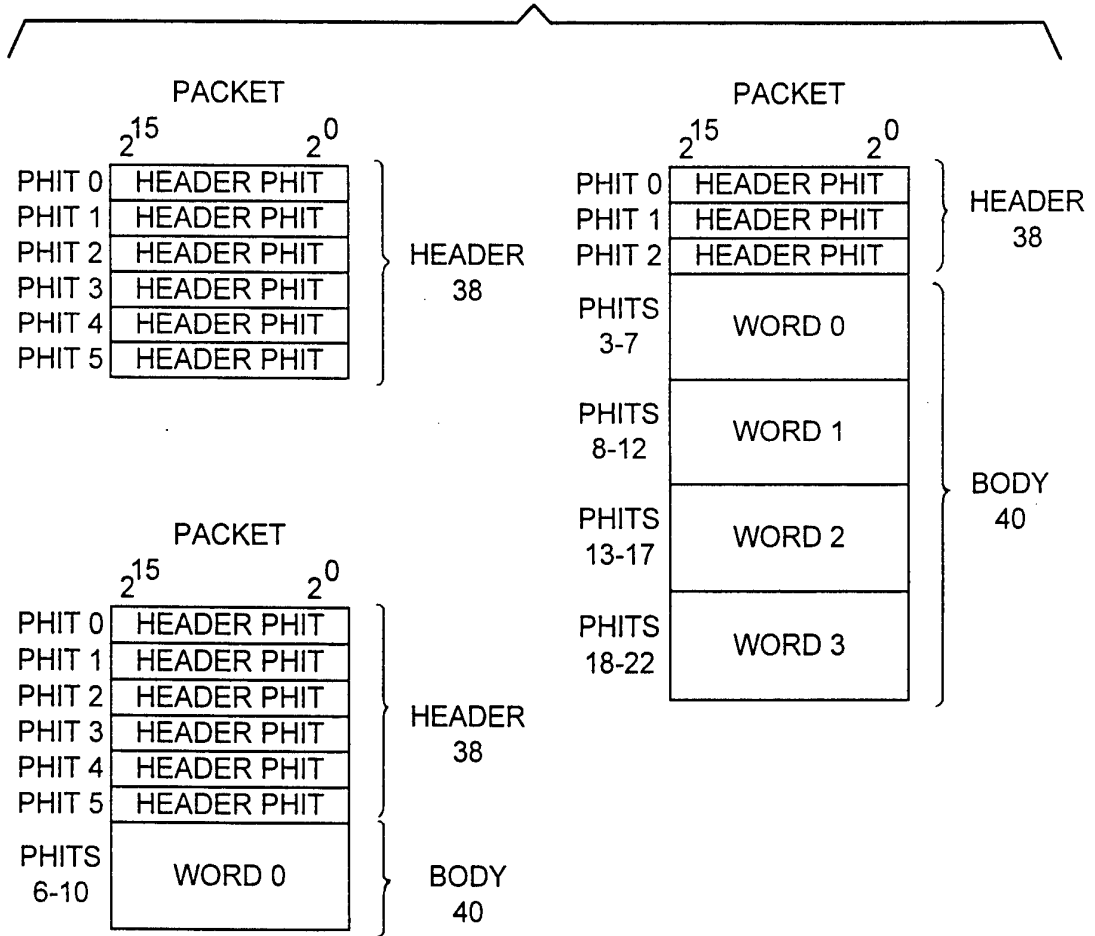 PACKET
2^15 2^0
PHIT 0 HEADER PHIT
PHIT 1 HEADER PHIT
PHIT 2 HEADER PHIT
PHIT 3 HEADER PHIT
PHIT 4 HEADER PHIT
PHIT 5 HEADER PHIT
HEADER
38
PACKET
2^15 2^0
PHIT 0 HEADER PHIT
PHIT 1 HEADER PHIT
PHIT 2 HEADER PHIT
PHIT 3 HEADER PHIT
PHIT 4 HEADER PHIT
PHIT 5 HEADER PHIT
HEADER
38
PHITS
6-10
WORD 0
BODY
40
PACKET
2^15 2^0
PHIT 0 HEADER PHIT
PHIT 1 HEADER PHIT
PHIT 2 HEADER PHIT
HEADER
38
PHITS
3-7
WORD 0
PHITS
8-12
WORD 1
PHITS
13-17
WORD 2
PHITS
18-22
WORD 3
BODY
40